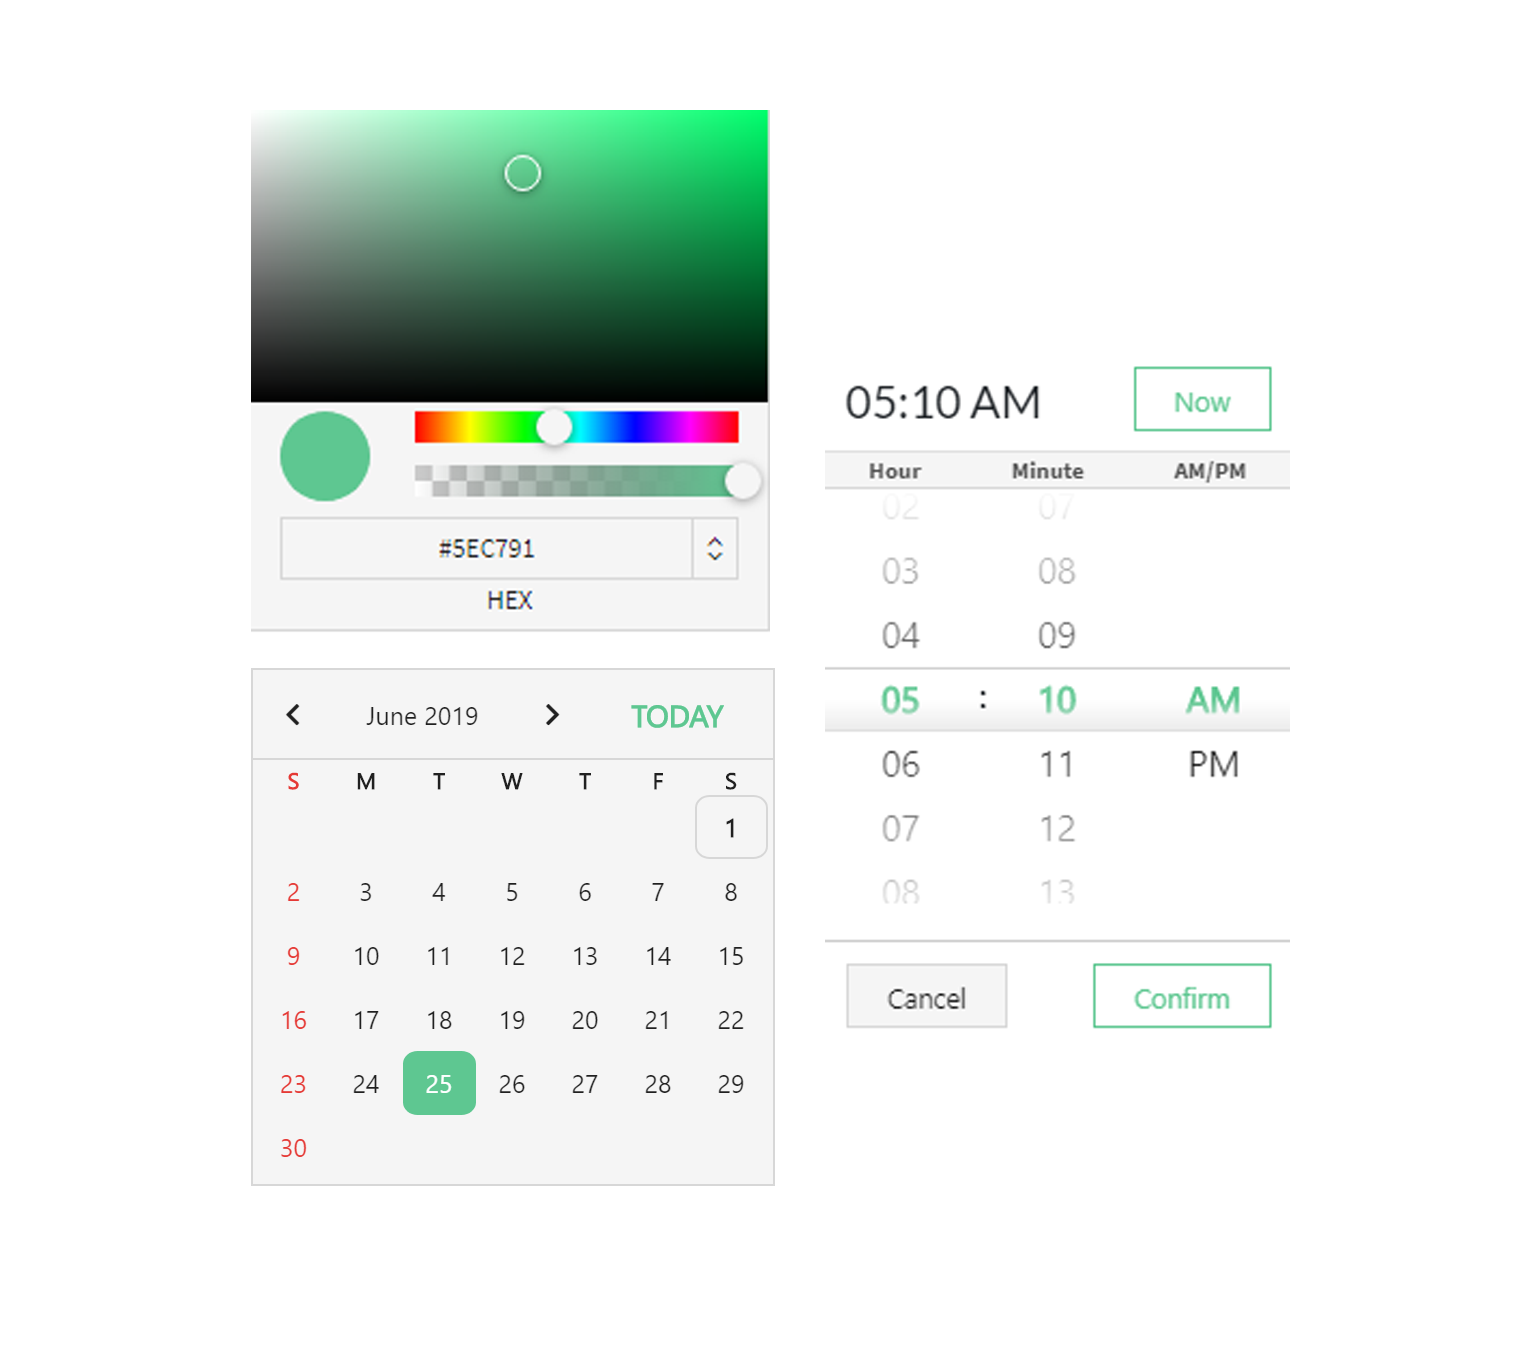 #5EC791
HEX
June 2019 TODAY
S M T W T F S
1
2 3 4 5 6 7 8
9 10 11 12 13 14 15
16 17 18 19 20 21 22
23 24 25 26 27 28 29
30
05:10 AM Now
Hour Minute AM/PM
02 07
03 08
04 09
05 : 10 AM
06 11 PM
07 12
08 13
Cancel Confirm